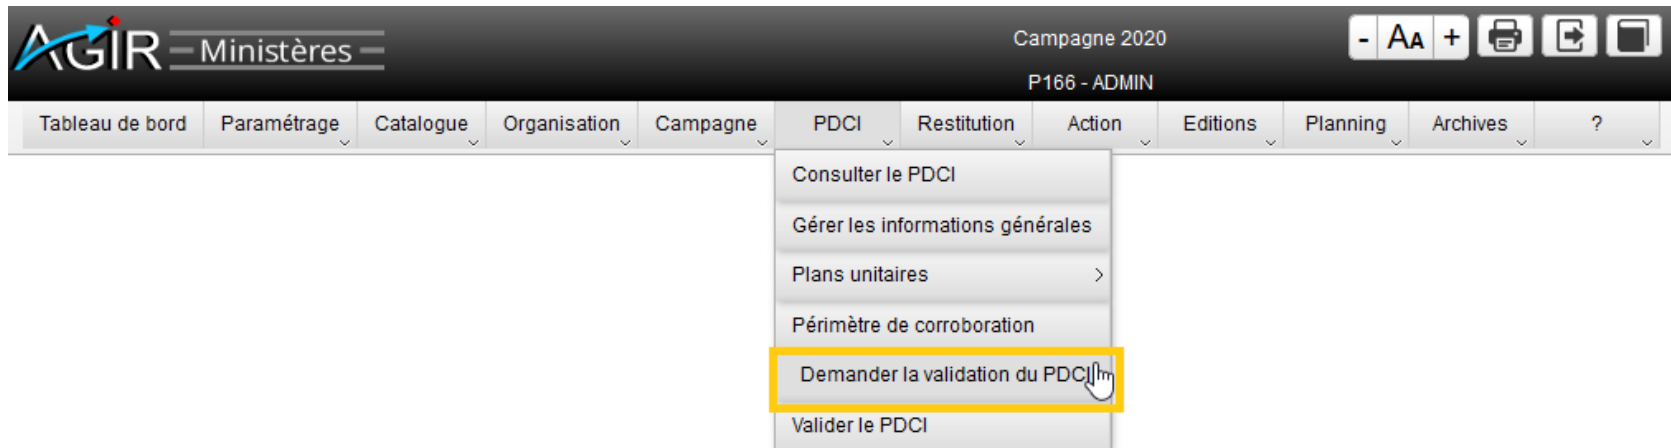 AGIR Ministères
Campagne 2020
- AA +
P166 - ADMIN
Tableau de bord Paramétrage Catalogue Organisation Campagne PDCI Restitution Action Editions Planning Archives ?
Consulter le PDCI
Gérer les informations générales
Plans unitaires >
Périmètre de corroboration
Demander la validation du PDCI
Valider le PDCI